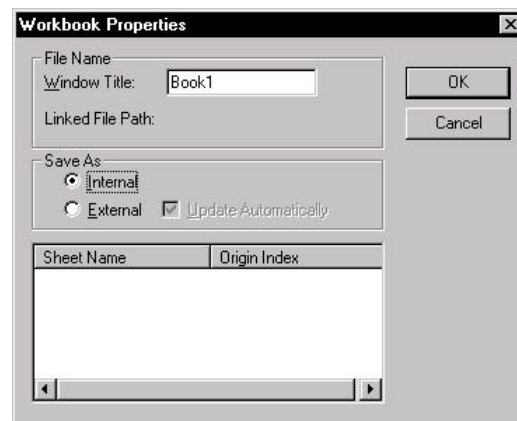 Workbook Properties
File Name
Window Title: Book1
Linked File Path:
OK
Cancel
Save As
Internal
External Update Automatically
Sheet Name Origin Index